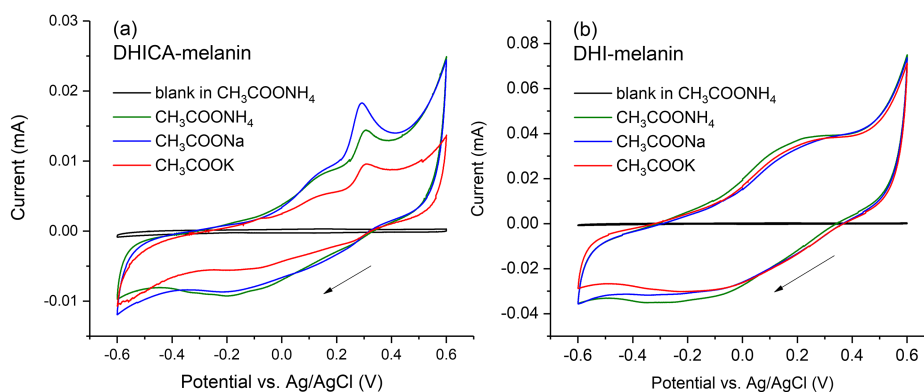 (a)
DHICA-melanin
blank in CH₃COONH₄
CH₃COONH₄
CH₃COONa
CH₃COOK
Current (mA)
0.03
0.02
0.01
0.00
-0.01
-0.6 -0.4 -0.2 0.0 0.2 0.4 0.6
Potential vs. Ag/AgCl (V)
(b)
DHI-melanin
blank in CH₃COONH₄
CH₃COONH₄
CH₃COONa
CH₃COOK
Current (mA)
0.08
0.06
0.04
0.02
0.00
-0.02
-0.04
-0.6 -0.4 -0.2 0.0 0.2 0.4 0.6
Potential vs. Ag/AgCl (V)